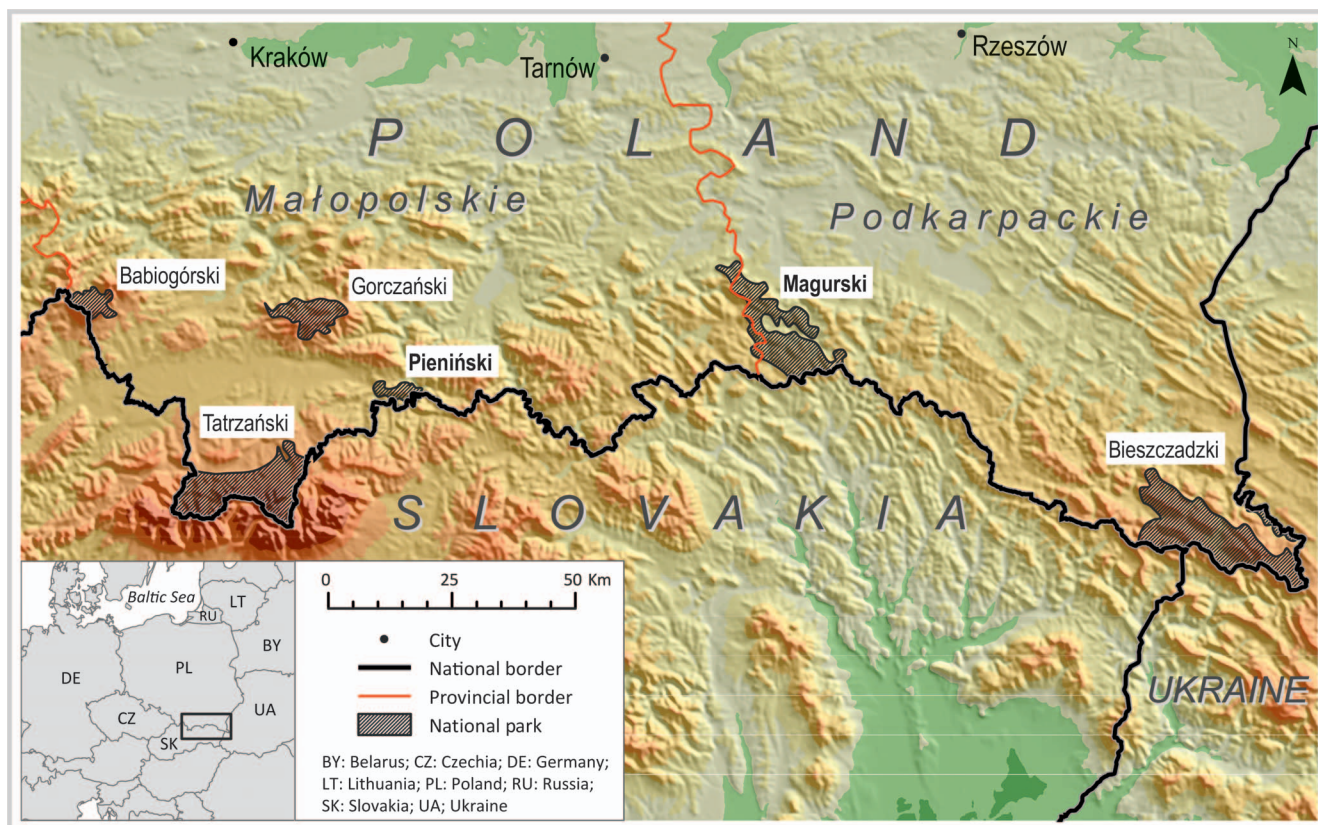 Kraków
Tarnów
Rzeszów
N
POLAND
Małopolskie
Podkarpackie
Babiogórski
Gorczański
Magurski
Pieniński
Tatrzański
Bieszczadzki
SLOVAKIA
UKRAINE
Baltic Sea
LT
RU
BY
DE
PL
UA
CZ
SK
0 25 50 Km
City
National border
Provincial border
National park
BY: Belarus; CZ: Czechia; DE: Germany;
LT: Lithuania; PL: Poland; RU: Russia;
SK: Slovakia; UA; Ukraine